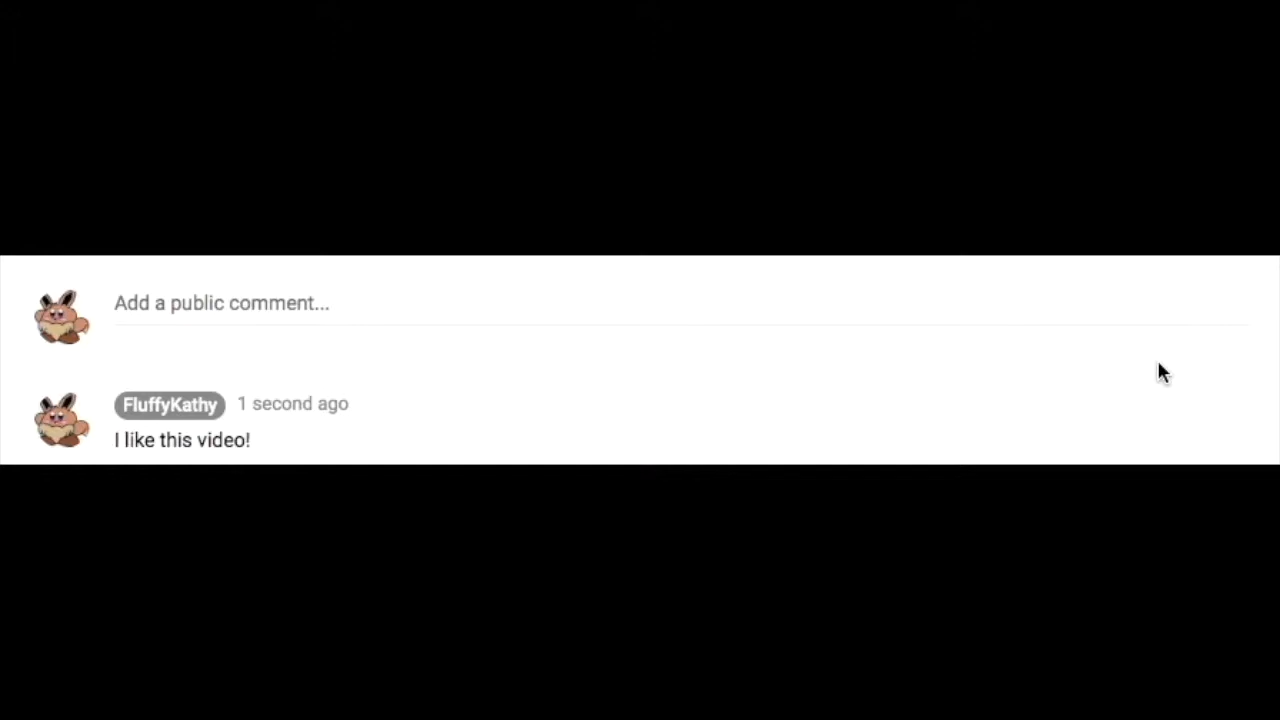 Add a public comment...
FluffyKathy 1 second ago
I like this video!